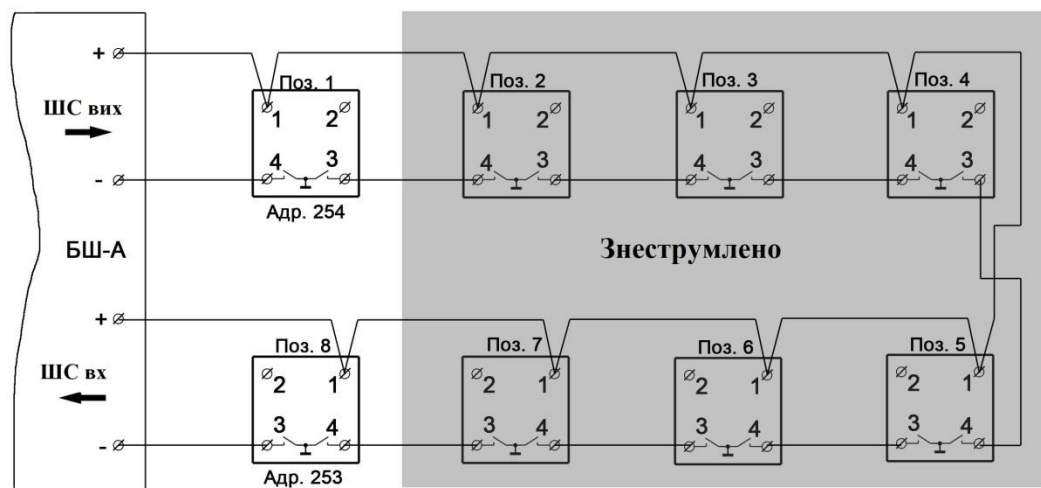 +
ШС вих
-
Поз. 1
1 2
4 3
Адр. 254
Поз. 2
1 2
4 3
Поз. 3
1 2
4 3
Поз. 4
1 2
4 3
БШ-А
Знеструмлено
+
ШС вх
-
Поз. 8
2 1
3 4
Адр. 253
Поз. 7
2 1
3 4
Поз. 6
2 1
3 4
Поз. 5
2 1
3 4